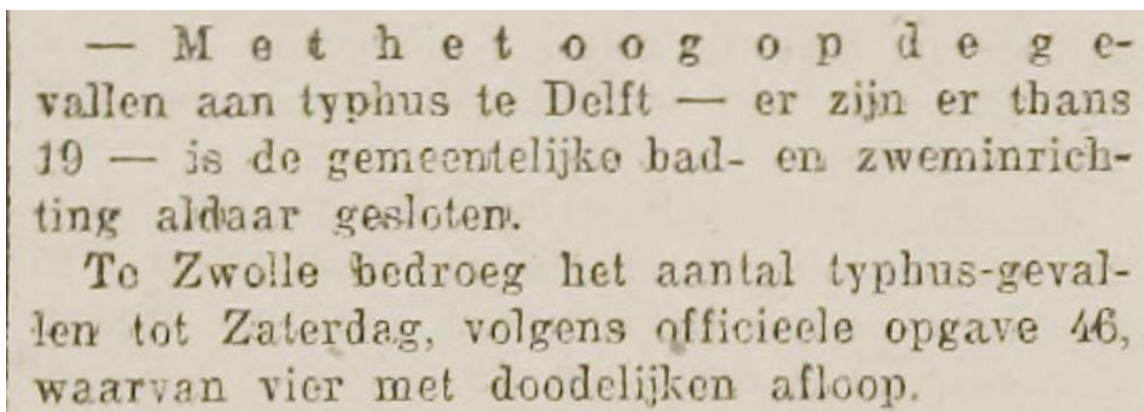 — Met het oog op de ge-
vallen aan typhus te Delft — er zijn er thans
19 — is de gemeentelijke bad- en zweminrich-
ting aldaar gesloten.
Te Zwolle bedroeg het aantal typhus-geval-
len tot Zaterdag, volgens officieele opgave 46,
waarvan vier met doodelijken afloop.